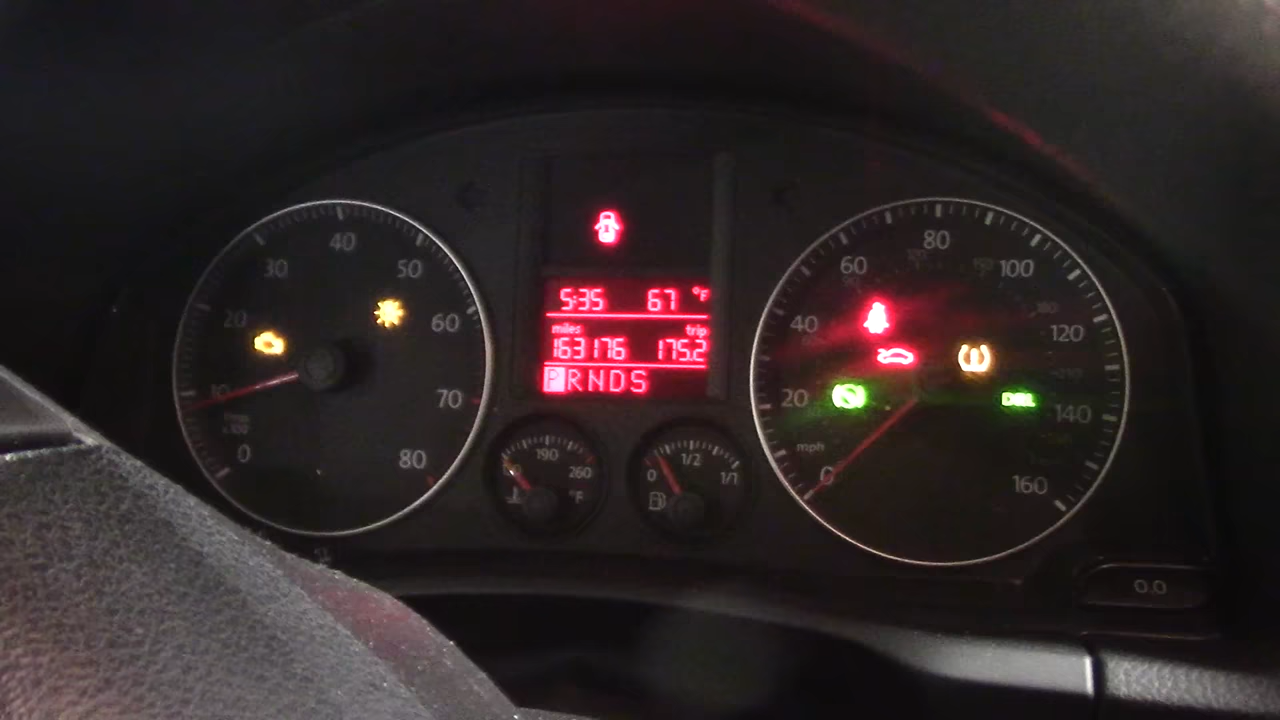 40
30
50
20
60
10
70
0
80
5:35 67 °F
miles trip
163176 175.2
PRNDS
190
260
°F
0 1/2 1/1
80
60 100
40 120
20 DRL 140
mph
0 160
0.0